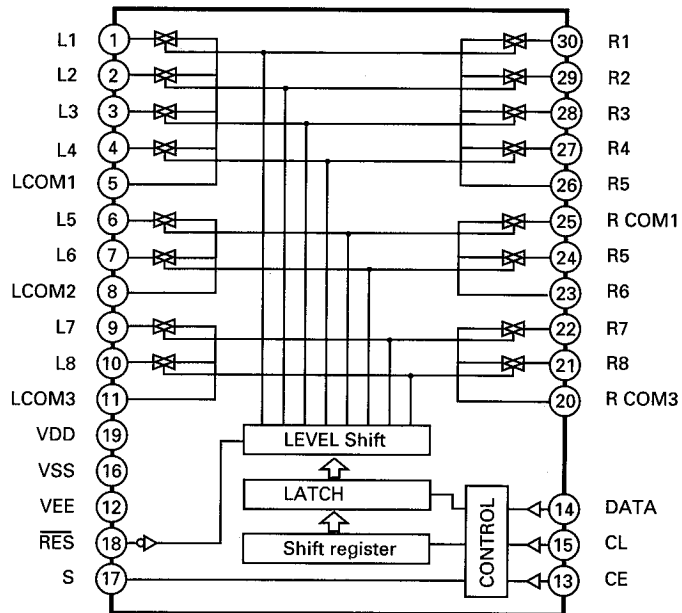 L1 1 30 R1
L2 2 29 R2
L3 3 28 R3
L4 4 27 R4
LCOM1 5 26 R5
L5 6 25 R COM1
L6 7 24 R5
LCOM2 8 23 R6
L7 9 22 R7
L8 10 21 R8
LCOM3 11 20 R COM3
VDD 19
LEVEL Shift
VSS 16
VEE 12
LATCH
14 DATA
RES 18
Shift register
CONTROL
15 CL
S 17
13 CE